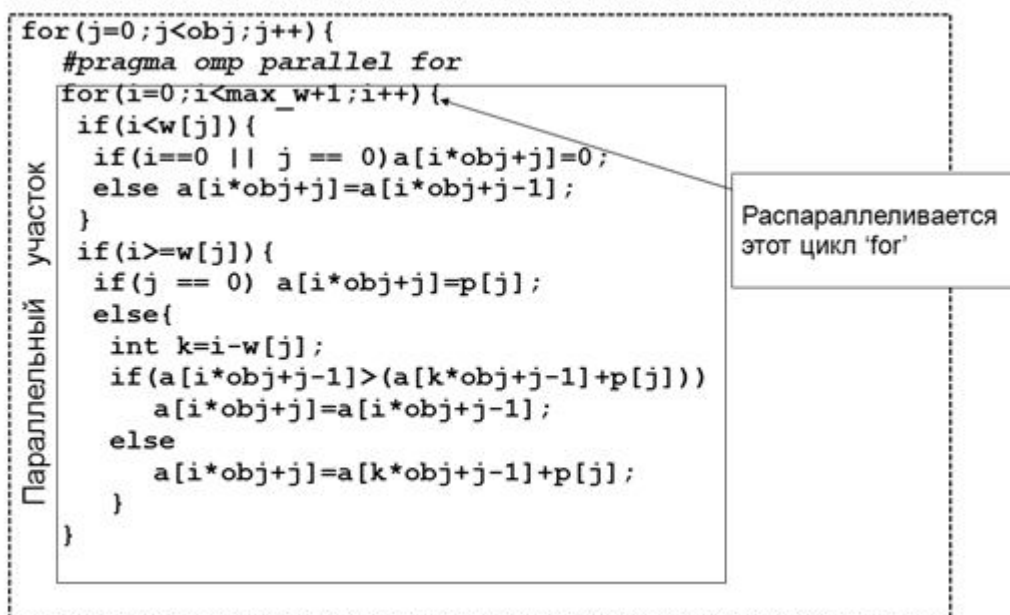 for(j=0;j<obj;j++){
#pragma omp parallel for
for(i=0;i<max_w+1;i++){
if(i<w[j]){
if(i==0 || j == 0)a[i*obj+j]=0;
else a[i*obj+j]=a[i*obj+j-1];
}
if(i>=w[j]){
if(j == 0) a[i*obj+j]=p[j];
else{
int k=i-w[j];
if(a[i*obj+j-1]>(a[k*obj+j-1]+p[j]))
a[i*obj+j]=a[i*obj+j-1];
else
a[i*obj+j]=a[k*obj+j-1]+p[j];
}
}
Параллельный участок
Распараллеливается
этот цикл ‘for’